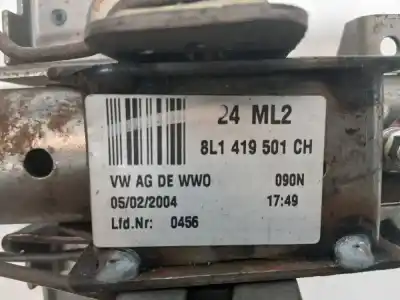 24 ML2
8L1 419 501 CH
VW AG DE WWO 090N
05/02/2004 17:49
Lfd.Nr: 0456